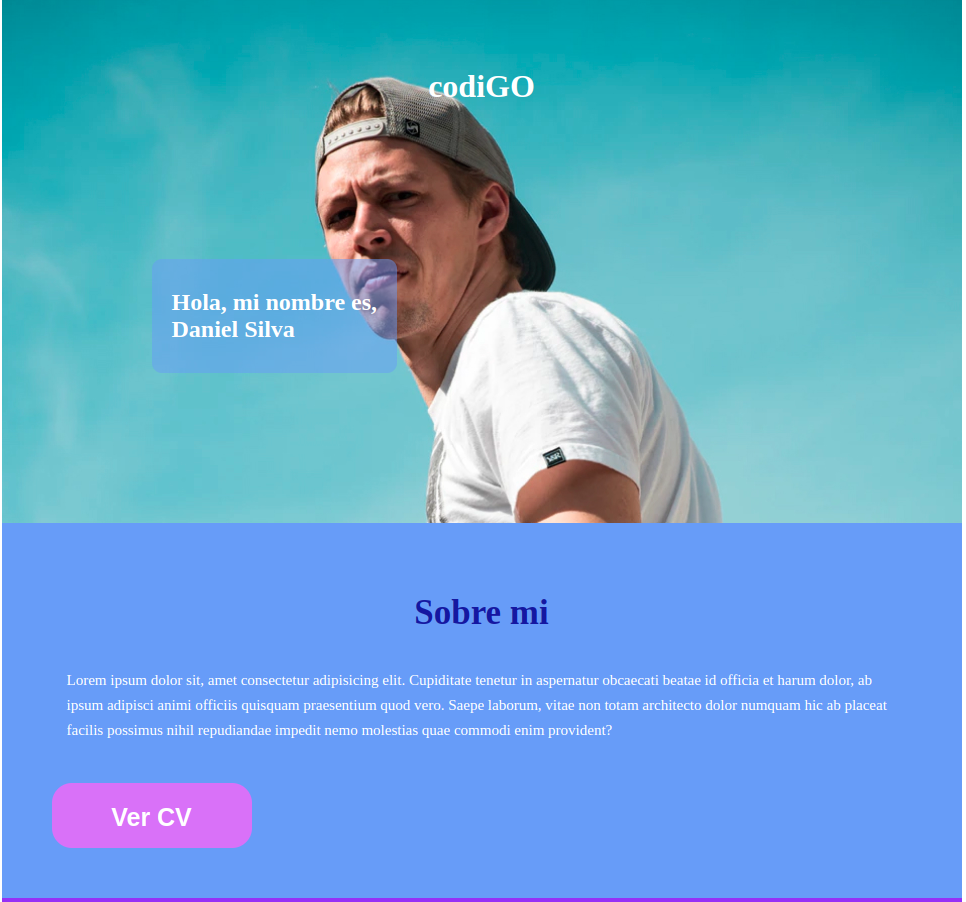 codiGO
Hola, mi nombre es,
Daniel Silva
Sobre mi
Lorem ipsum dolor sit, amet consectetur adipisicing elit. Cupiditate tenetur in aspernatur obcaecati beatae id officia et harum dolor, ab
ipsum adipisci animi officiis quisquam praesentium quod vero. Saepe laborum, vitae non totam architecto dolor numquam hic ab placeat
facilis possimus nihil repudiandae impedit nemo molestias quae commodi enim provident?
Ver CV